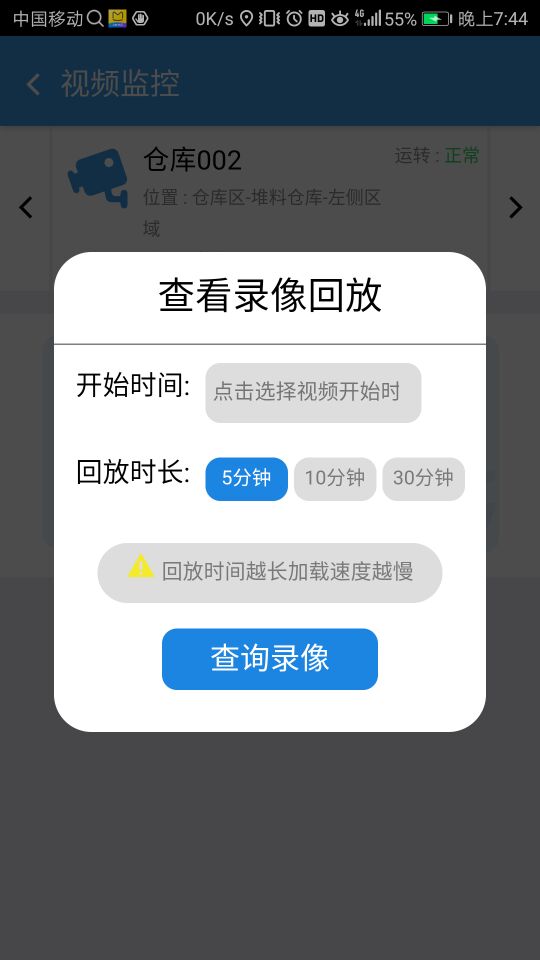 中国移动 0K/s HD 4G 55% 晚上7:44
视频监控
仓库002
运转 : 正常
位置 : 仓库区-堆料仓库-左侧区
域
查看录像回放
开始时间: 点击选择视频开始时
回放时长: 5分钟 10分钟 30分钟
回放时间越长加载速度越慢
查询录像